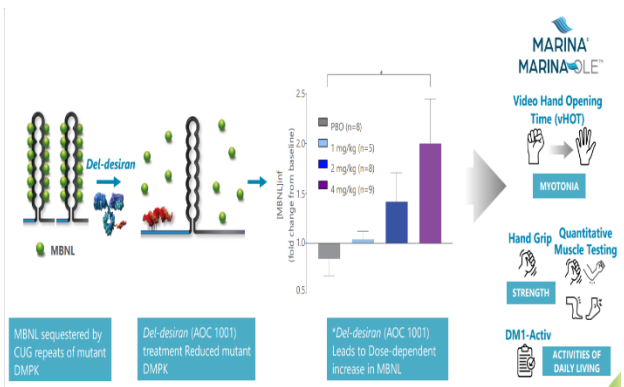 Del-desiran
MBNL
MBNL sequestered by
CUG repeats of mutant
DMPK
Del-desiran (AOC 1001)
treatment Reduced mutant
DMPK
[MBNL]inf
(fold change from baseline)
2.5
2.0
1.5
1.0
0.5
*
PBO (n=8)
1 mg/kg (n=5)
2 mg/kg (n=8)
4 mg/kg (n=9)
*Del-desiran (AOC 1001)
Leads to Dose-dependent
increase in MBNL
MARINA®
MARINA-OLE™
Video Hand Opening
Time (vHOT)
MYOTONIA
Hand Grip
Quantitative
Muscle Testing
STRENGTH
DM1-Activ
ACTIVITIES OF
DAILY LIVING